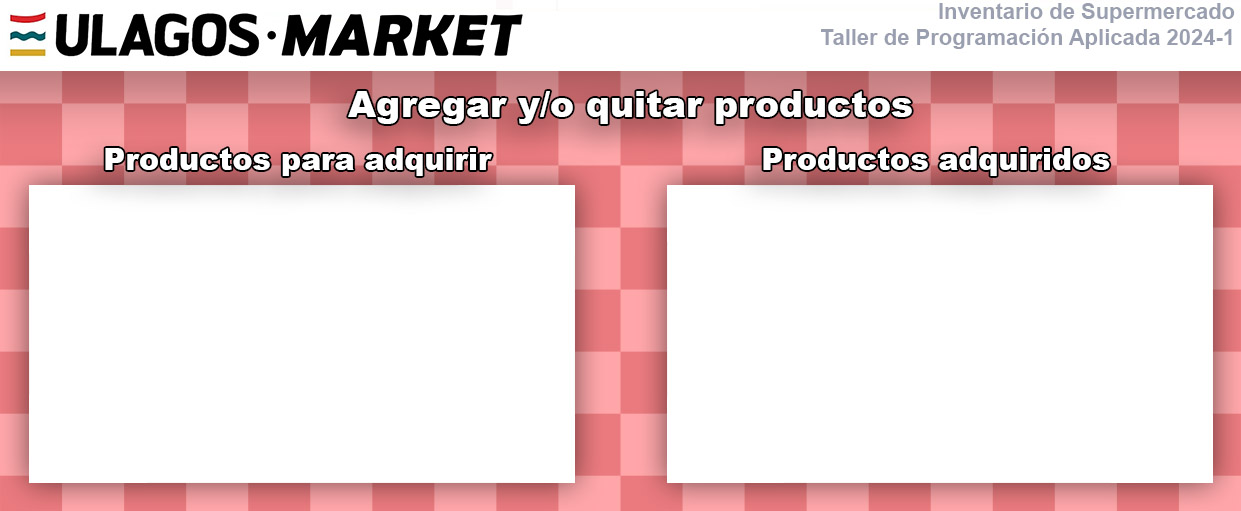 ULAGOS·MARKET
Inventario de Supermercado
Taller de Programación Aplicada 2024-1
Agregar y/o quitar productos
Productos para adquirir
Productos adquiridos